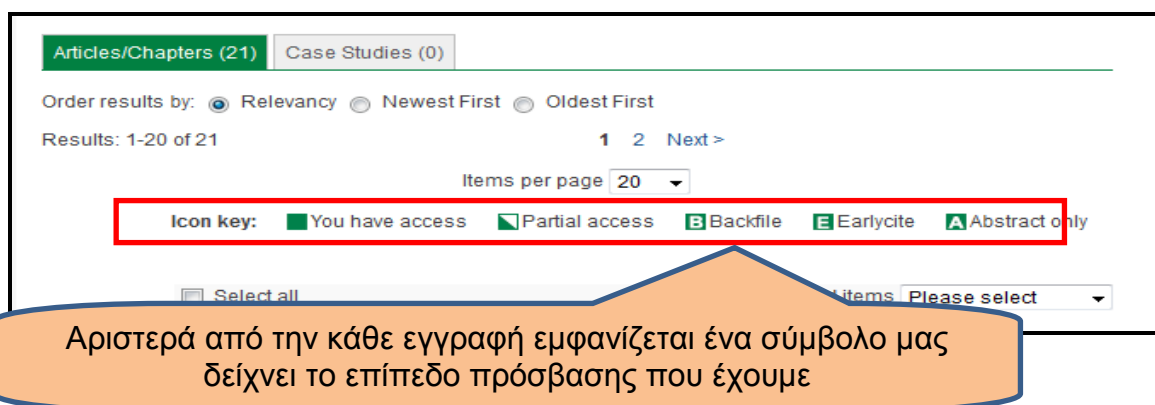 Articles/Chapters (21) Case Studies (0)
Order results by: Relevancy Newest First Oldest First
Results: 1-20 of 21 1 2 Next >
Items per page 20
Icon key: You have access Partial access B Backfile E Earlycite A Abstract only
Select all items Please select
Αριστερά από την κάθε εγγραφή εμφανίζεται ένα σύμβολο μας
δείχνει το επίπεδο πρόσβασης που έχουμε